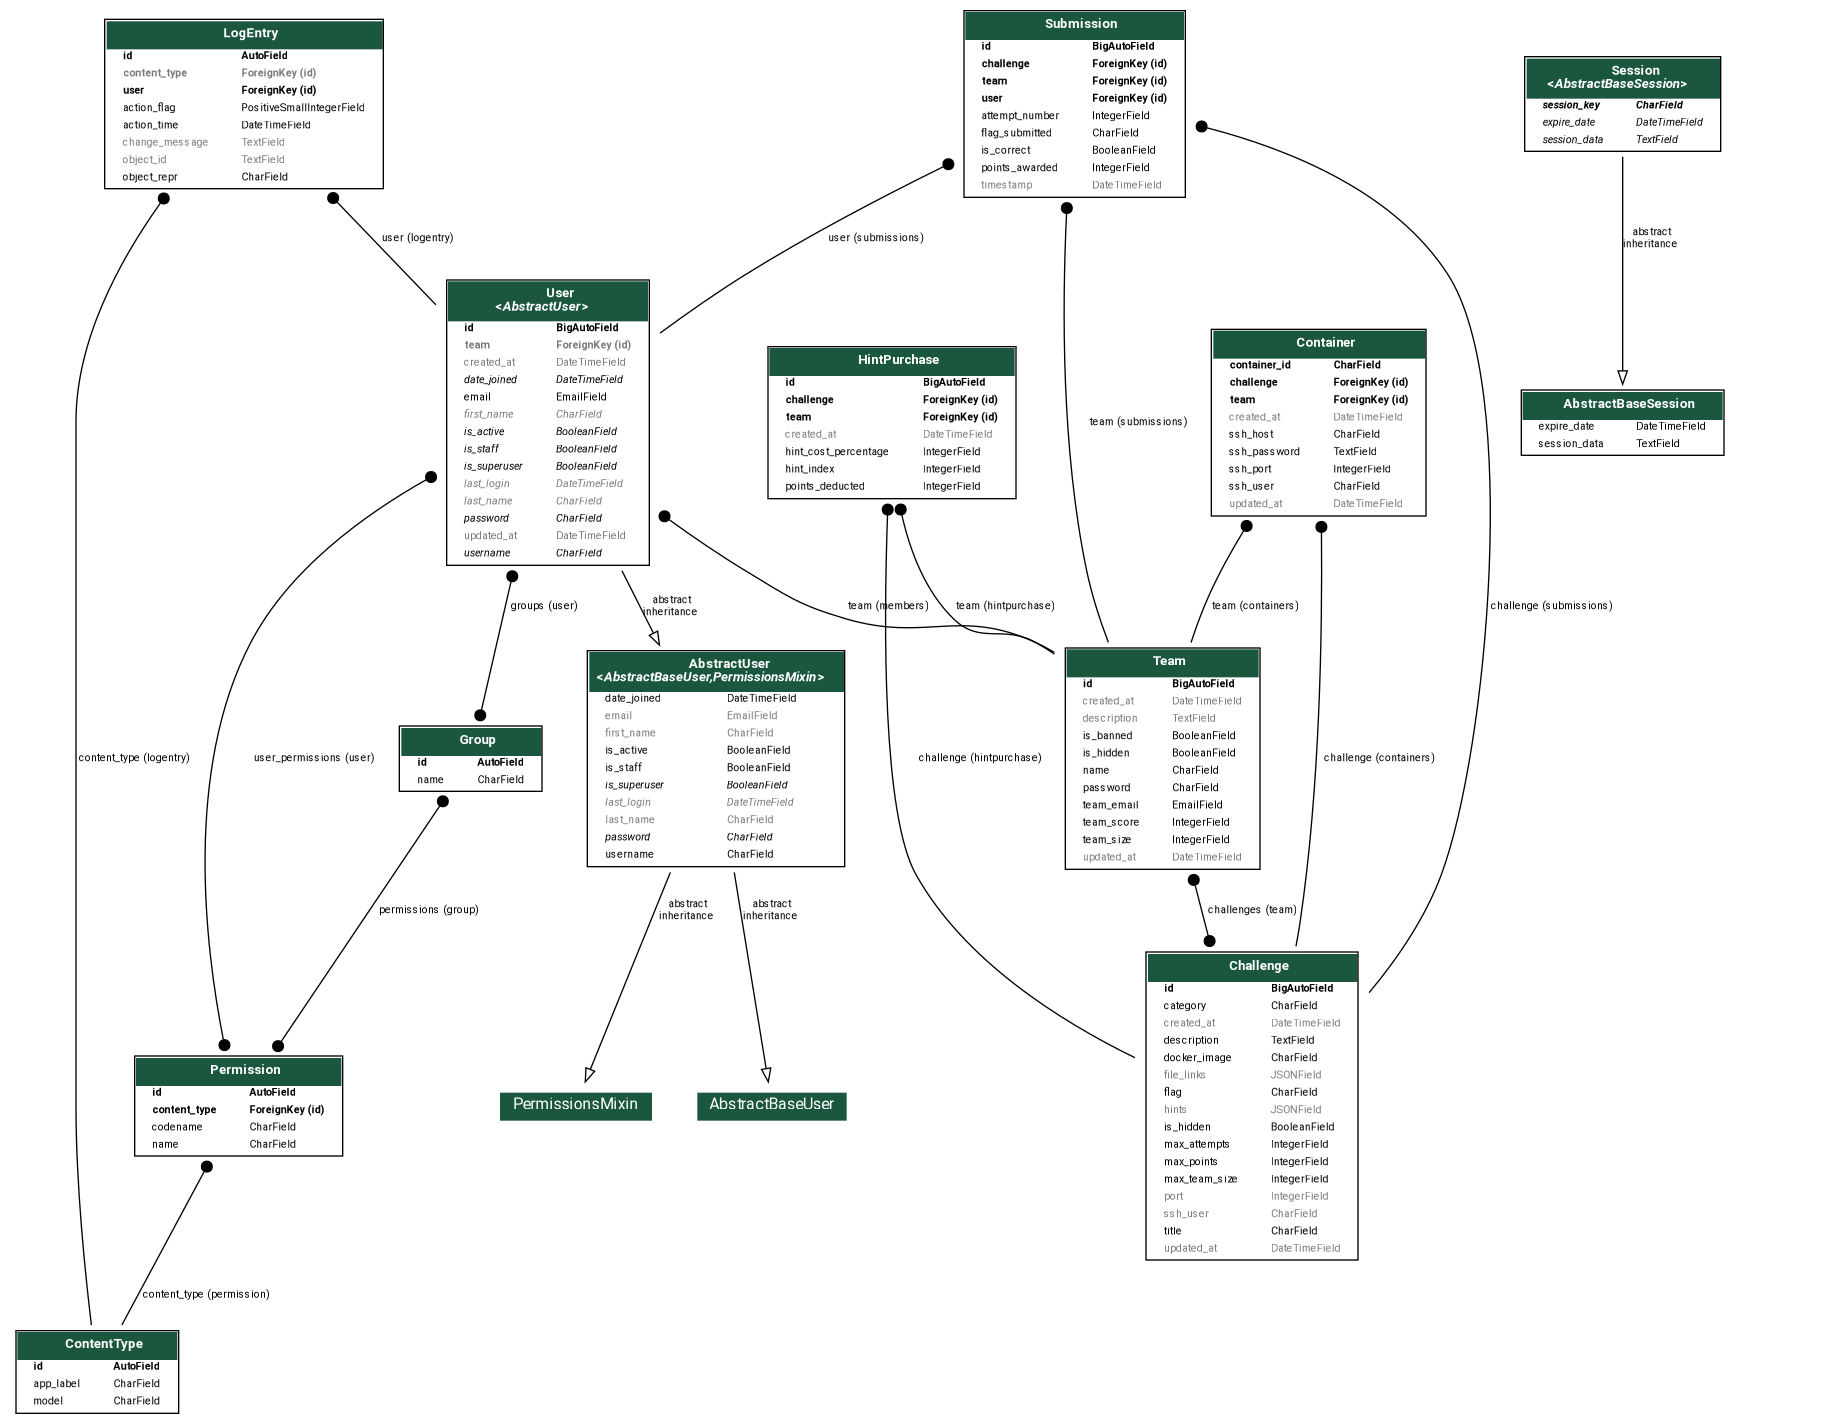 LogEntry
id AutoField
content_type ForeignKey (id)
user ForeignKey (id)
action_flag PositiveSmallIntegerField
action_time DateTimeField
change_message TextField
object_id TextField
object_repr CharField
Submission
id BigAutoField
challenge ForeignKey (id)
team ForeignKey (id)
user ForeignKey (id)
attempt_number IntegerField
flag_submitted CharField
is_correct BooleanField
points_awarded IntegerField
timestamp DateTimeField
Session
<AbstractBaseSession>
session_key CharField
expire_date DateTimeField
session_data TextField
user (logentry)
user (submissions)
abstract
inheritance
User
<AbstractUser>
id BigAutoField
team ForeignKey (id)
created_at DateTimeField
date_joined DateTimeField
email EmailField
first_name CharField
is_active BooleanField
is_staff BooleanField
is_superuser BooleanField
last_login DateTimeField
last_name CharField
password CharField
updated_at DateTimeField
username CharField
HintPurchase
id BigAutoField
challenge ForeignKey (id)
team ForeignKey (id)
created_at DateTimeField
hint_cost_percentage IntegerField
hint_index IntegerField
points_deducted IntegerField
team (submissions)
Container
container_id CharField
challenge ForeignKey (id)
team ForeignKey (id)
created_at DateTimeField
ssh_host CharField
ssh_password TextField
ssh_port IntegerField
ssh_user CharField
updated_at DateTimeField
AbstractBaseSession
expire_date DateTimeField
session_data TextField
groups (user)
abstract
inheritance
team (members)
team (hintpurchase)
team (containers)
challenge (submissions)
content_type (logentry)
user_permissions (user)
Group
id AutoField
name CharField
AbstractUser
<AbstractBaseUser,PermissionsMixin>
date_joined DateTimeField
email EmailField
first_name CharField
is_active BooleanField
is_staff BooleanField
is_superuser BooleanField
last_login DateTimeField
last_name CharField
password CharField
username CharField
challenge (hintpurchase)
Team
id BigAutoField
created_at DateTimeField
description TextField
is_banned BooleanField
is_hidden BooleanField
name CharField
password CharField
team_email EmailField
team_score IntegerField
team_size IntegerField
updated_at DateTimeField
challenge (containers)
permissions (group)
abstract
inheritance
abstract
inheritance
challenges (team)
Permission
id AutoField
content_type ForeignKey (id)
codename CharField
name CharField
PermissionsMixin
AbstractBaseUser
Challenge
id BigAutoField
category CharField
created_at DateTimeField
description TextField
docker_image CharField
file_links JSONField
flag CharField
hints JSONField
is_hidden BooleanField
max_attempts IntegerField
max_points IntegerField
max_team_size IntegerField
port IntegerField
ssh_user CharField
title CharField
updated_at DateTimeField
content_type (permission)
ContentType
id AutoField
app_label CharField
model CharField